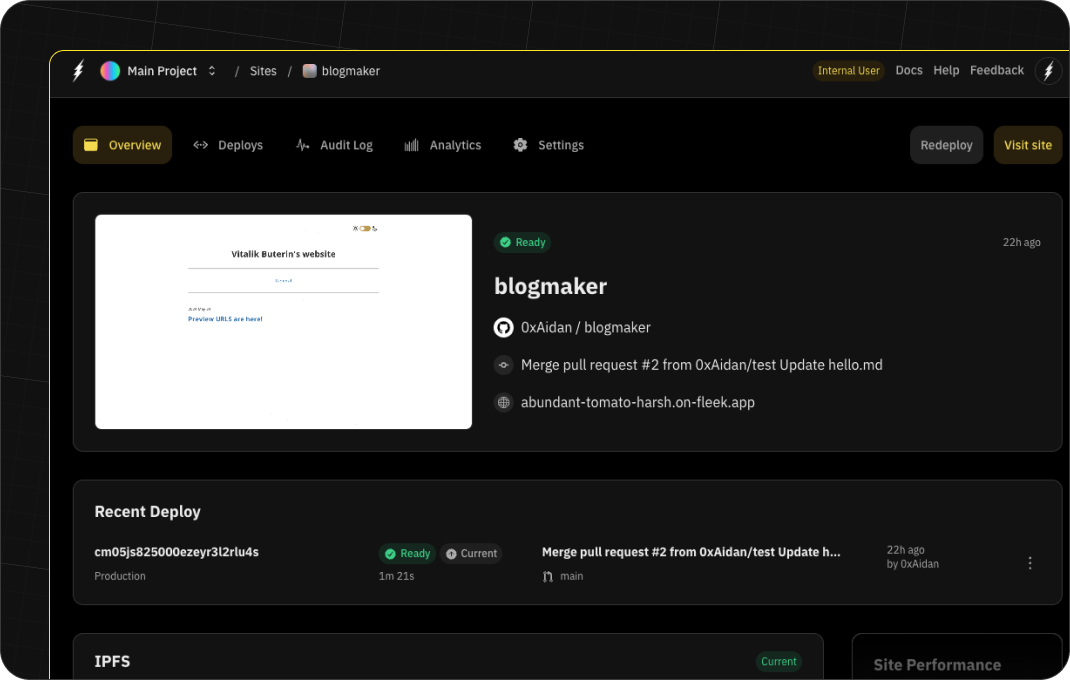 Main Project / Sites / blogmaker
Internal User Docs Help Feedback
Overview Deploys Audit Log Analytics Settings
Redeploy Visit site
Vitalik Buterin's website
Preview URLS are here!
Ready
22h ago
blogmaker
0xAidan / blogmaker
Merge pull request #2 from 0xAidan/test Update hello.md
abundant-tomato-harsh.on-fleek.app
Recent Deploy
cm05js825000ezeyr3l2rlu4s
Production
Ready Current
1m 21s
Merge pull request #2 from 0xAidan/test Update h...
main
22h ago
by 0xAidan
IPFS
Current
Site Performance